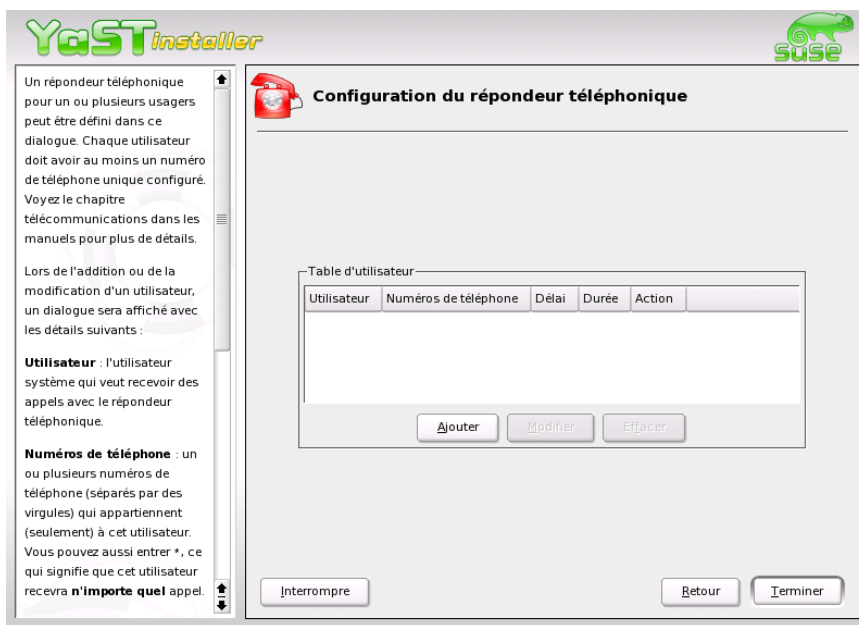 YaST installer
SUSE
Un répondeur téléphonique
pour un ou plusieurs usagers
peut être défini dans ce
dialogue. Chaque utilisateur
doit avoir au moins un numéro
de téléphone unique configuré.
Voyez le chapitre
télécommunications dans les
manuels pour plus de détails.
Lors de l'addition ou de la
modification d'un utilisateur,
un dialogue sera affiché avec
les détails suivants :
Utilisateur : l'utilisateur
système qui veut recevoir des
appels avec le répondeur
téléphonique.
Numéros de téléphone : un
ou plusieurs numéros de
téléphone (séparés par des
virgules) qui appartiennent
(seulement) à cet utilisateur.
Vous pouvez aussi entrer *, ce
qui signifie que cet utilisateur
recevra n'importe quel appel.
Configuration du répondeur téléphonique
Table d'utilisateur
Utilisateur Numéros de téléphone Délai Durée Action
Ajouter Modifier Effacer
Interrompre Retour Terminer